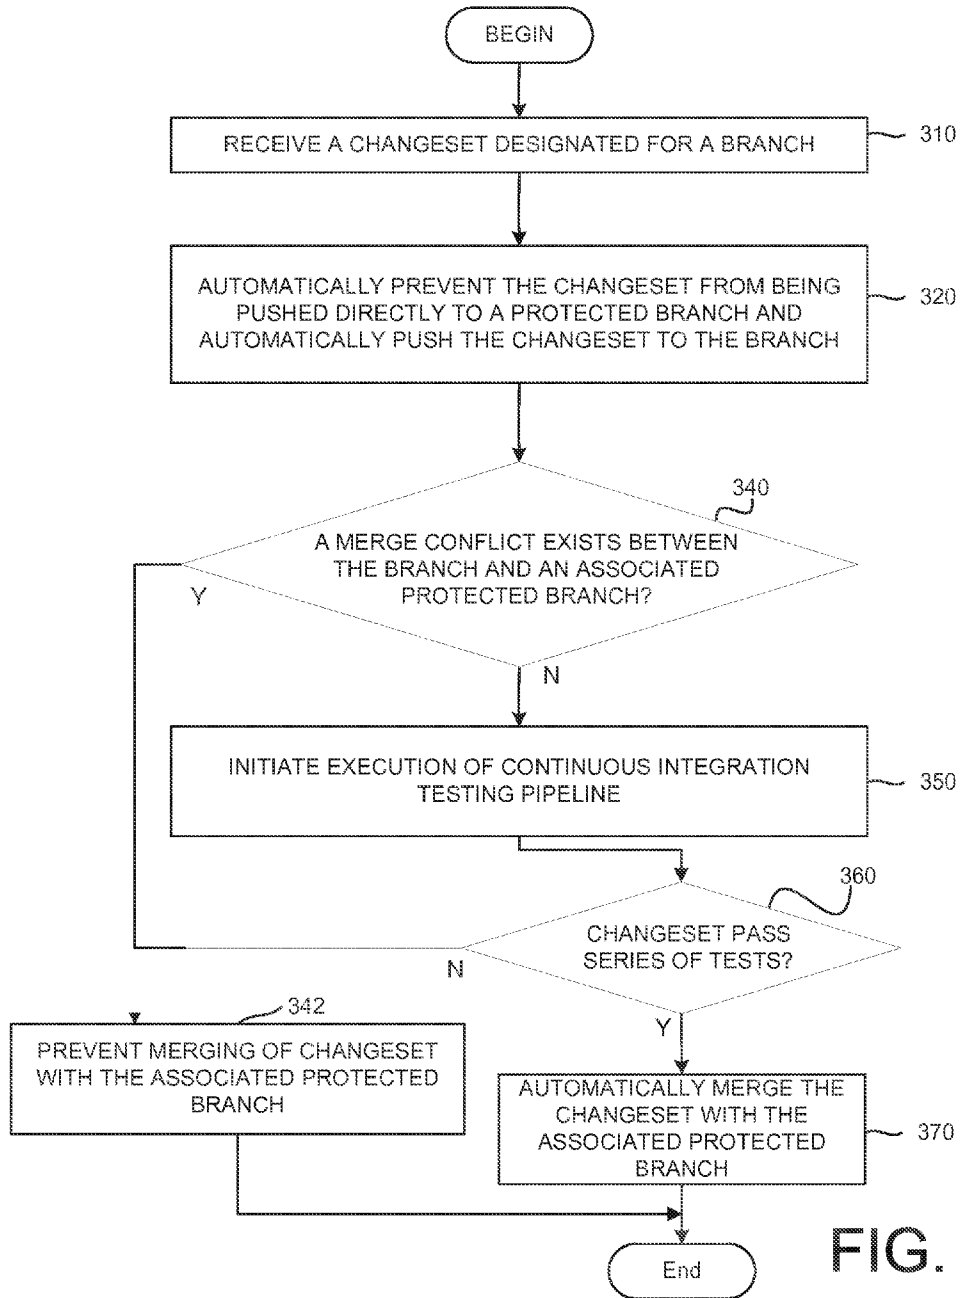 BEGIN
RECEIVE A CHANGESET DESIGNATED FOR A BRANCH
310
AUTOMATICALLY PREVENT THE CHANGESET FROM BEING
PUSHED DIRECTLY TO A PROTECTED BRANCH AND
AUTOMATICALLY PUSH THE CHANGESET TO THE BRANCH
320
340
A MERGE CONFLICT EXISTS BETWEEN
THE BRANCH AND AN ASSOCIATED
PROTECTED BRANCH?
Y
N
INITIATE EXECUTION OF CONTINUOUS INTEGRATION
TESTING PIPELINE
350
360
CHANGESET PASS
SERIES OF TESTS?
N
Y
342
PREVENT MERGING OF CHANGESET
WITH THE ASSOCIATED PROTECTED
BRANCH
AUTOMATICALLY MERGE THE
CHANGESET WITH THE
ASSOCIATED PROTECTED
BRANCH
370
End
FIG.